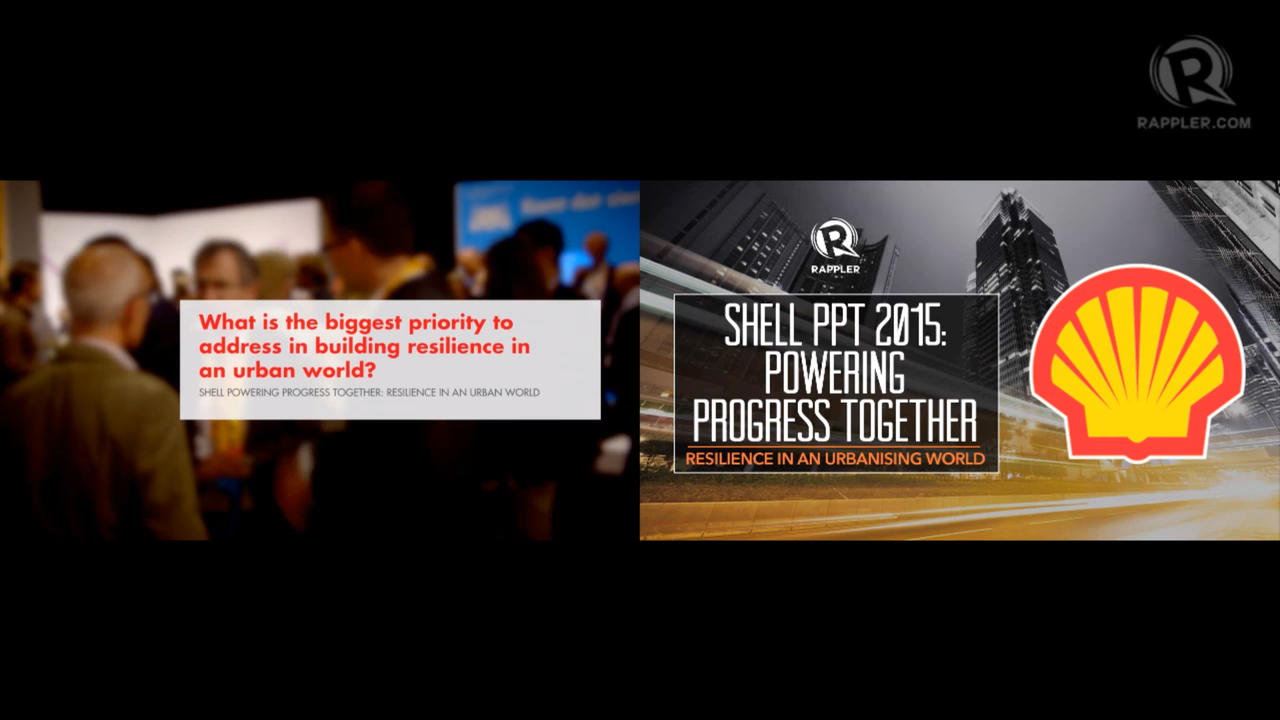 RAPPLER.COM
What is the biggest priority to
address in building resilience in
an urban world?
SHELL POWERING PROGRESS TOGETHER: RESILIENCE IN AN URBAN WORLD
RAPPLER
SHELL PPT 2015:
POWERING
PROGRESS TOGETHER
RESILIENCE IN AN URBANISING WORLD